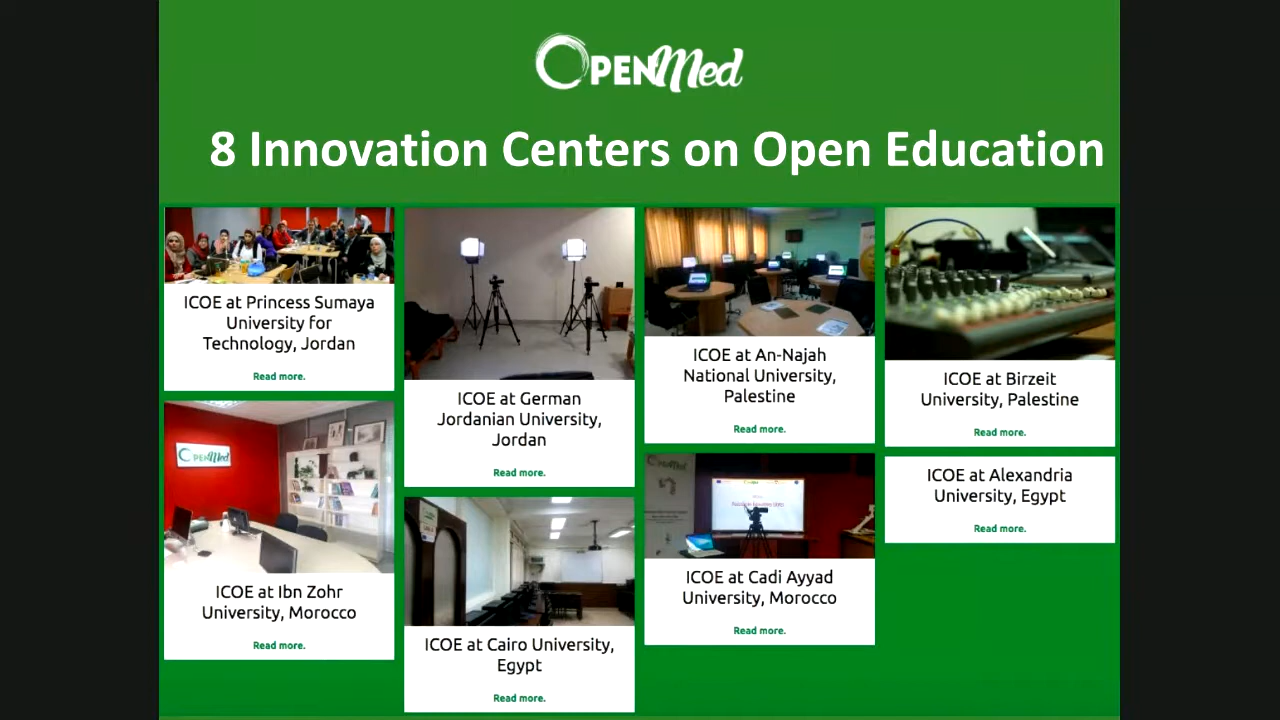 OPENMed
8 Innovation Centers on Open Education
ICOE at Princess Sumaya
University for
Technology, Jordan
Read more.
ICOE at German
Jordanian University,
Jordan
Read more.
ICOE at An-Najah
National University,
Palestine
Read more.
ICOE at Birzeit
University, Palestine
Read more.
OPENMed
ICOE at Ibn Zohr
University, Morocco
Read more.
ICOE at Cairo University,
Egypt
Read more.
OPENMed
ICOE at Cadi Ayyad
University, Morocco
Read more.
ICOE at Alexandria
University, Egypt
Read more.